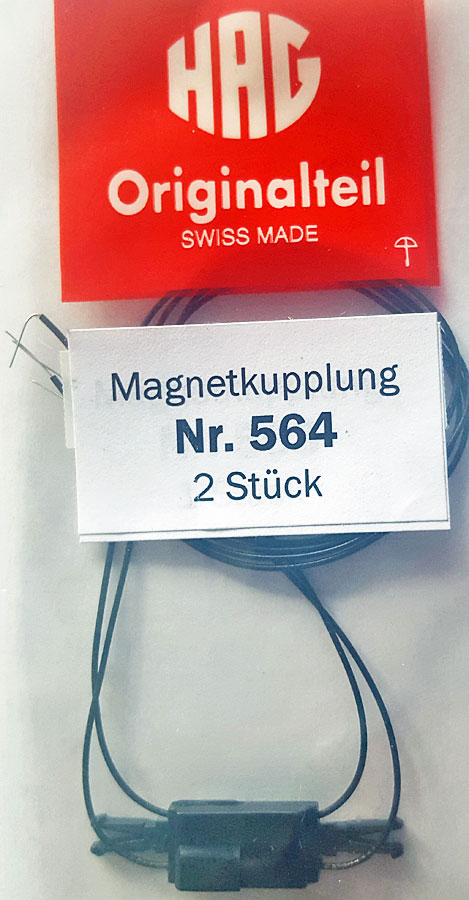 HAG
Originalteil
SWISS MADE
Magnetkupplung
Nr. 564
2 Stück